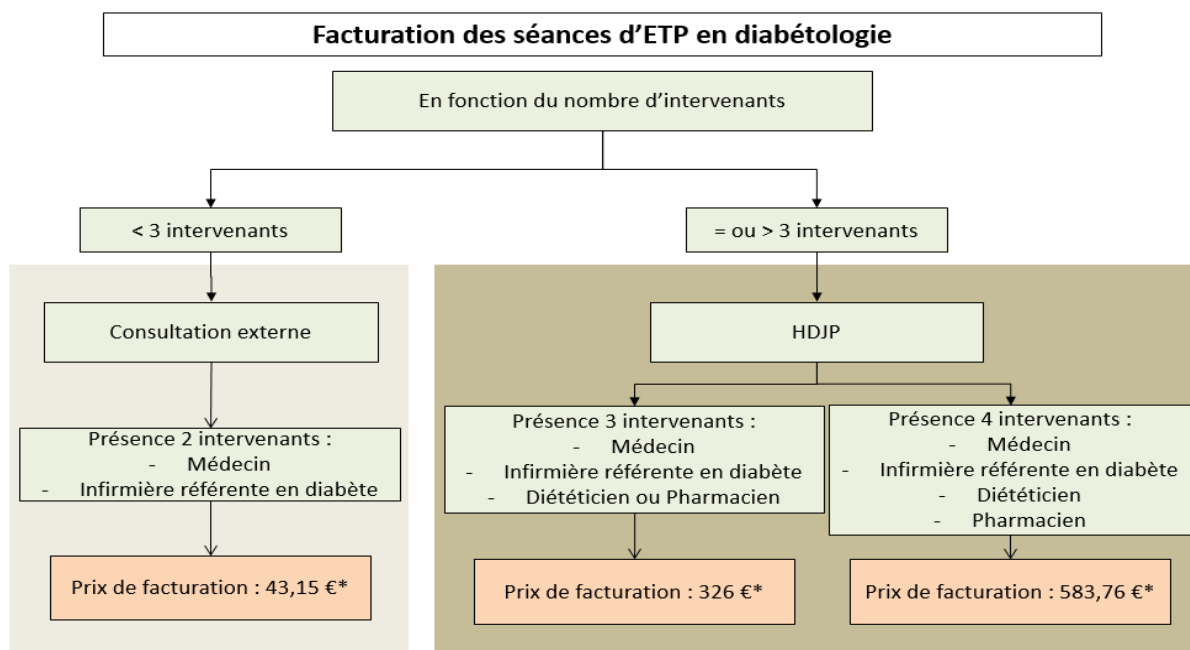 Facturation des séances d’ETP en diabétologie
En fonction du nombre d’intervenants
< 3 intervenants
= ou > 3 intervenants
Consultation externe
HDJP
Présence 2 intervenants :
- Médecin
- Infirmière référente en diabète
Présence 3 intervenants :
- Médecin
- Infirmière référente en diabète
- Diététicien ou Pharmacien
Présence 4 intervenants :
- Médecin
- Infirmière référente en diabète
- Diététicien
- Pharmacien
Prix de facturation : 43,15 €*
Prix de facturation : 326 €*
Prix de facturation : 583,76 €*